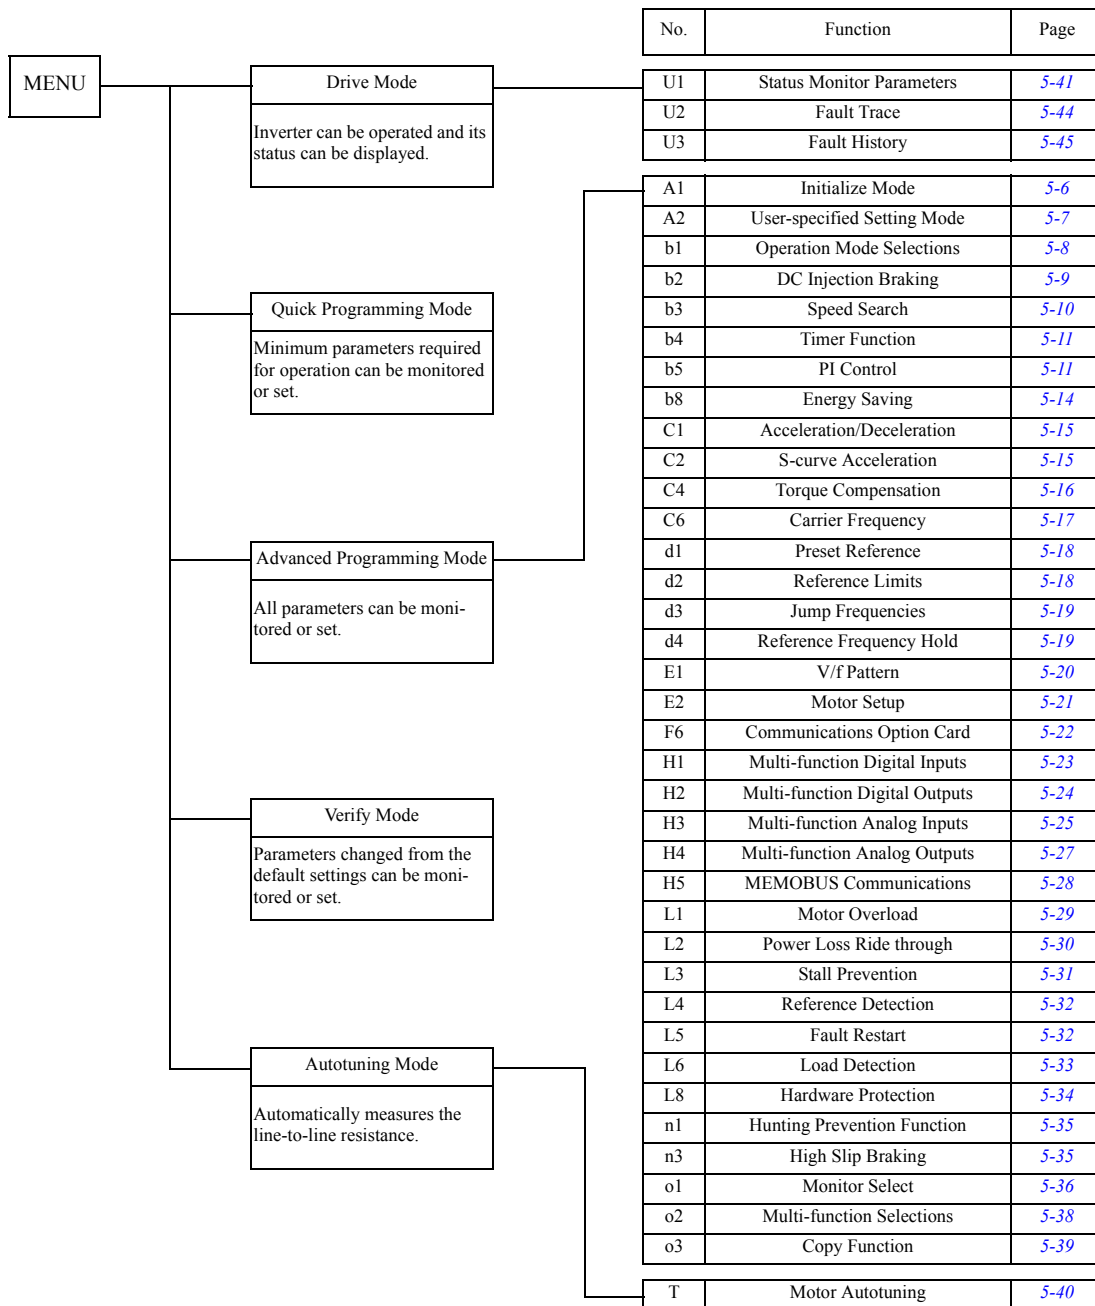 No. Function Page
MENU
Drive Mode
Inverter can be operated and its
status can be displayed.
Quick Programming Mode
Minimum parameters required
for operation can be monitored
or set.
Advanced Programming Mode
All parameters can be moni-
tored or set.
Verify Mode
Parameters changed from the
default settings can be moni-
tored or set.
Autotuning Mode
Automatically measures the
line-to-line resistance.
U1 Status Monitor Parameters 5-41
U2 Fault Trace 5-44
U3 Fault History 5-45
A1 Initialize Mode 5-6
A2 User-specified Setting Mode 5-7
b1 Operation Mode Selections 5-8
b2 DC Injection Braking 5-9
b3 Speed Search 5-10
b4 Timer Function 5-11
b5 PI Control 5-11
b8 Energy Saving 5-14
C1 Acceleration/Deceleration 5-15
C2 S-curve Acceleration 5-15
C4 Torque Compensation 5-16
C6 Carrier Frequency 5-17
d1 Preset Reference 5-18
d2 Reference Limits 5-18
d3 Jump Frequencies 5-19
d4 Reference Frequency Hold 5-19
E1 V/f Pattern 5-20
E2 Motor Setup 5-21
F6 Communications Option Card 5-22
H1 Multi-function Digital Inputs 5-23
H2 Multi-function Digital Outputs 5-24
H3 Multi-function Analog Inputs 5-25
H4 Multi-function Analog Outputs 5-27
H5 MEMOBUS Communications 5-28
L1 Motor Overload 5-29
L2 Power Loss Ride through 5-30
L3 Stall Prevention 5-31
L4 Reference Detection 5-32
L5 Fault Restart 5-32
L6 Load Detection 5-33
L8 Hardware Protection 5-34
n1 Hunting Prevention Function 5-35
n3 High Slip Braking 5-35
o1 Monitor Select 5-36
o2 Multi-function Selections 5-38
o3 Copy Function 5-39
T Motor Autotuning 5-40